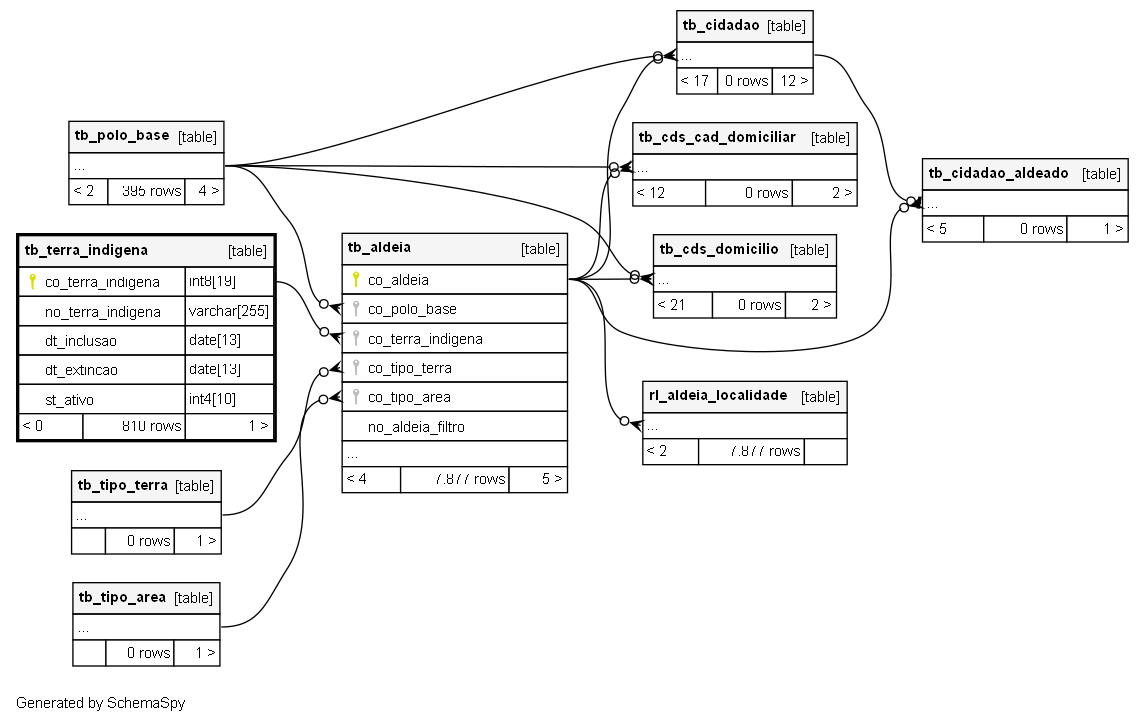 tb_cidadao [table]
...
< 17 0 rows 12 >
tb_polo_base [table]
...
< 2 395 rows 4 >
tb_cds_cad_domiciliar [table]
...
< 12 0 rows 2 >
tb_cidadao_aldeado [table]
...
< 5 0 rows 1 >
tb_terra_indigena [table]
co_terra_indigena int8[19]
no_terra_indigena varchar[255]
dt_inclusao date[13]
dt_extincao date[13]
st_ativo int4[10]
< 0 810 rows 1 >
tb_aldeia [table]
co_aldeia
co_polo_base
co_terra_indigena
co_tipo_terra
co_tipo_area
no_aldeia_filtro
...
< 4 7.877 rows 5 >
tb_cds_domicilio [table]
...
< 21 0 rows 2 >
rl_aldeia_localidade [table]
...
< 2 7.877 rows
tb_tipo_terra [table]
...
0 rows 1 >
tb_tipo_area [table]
...
0 rows 1 >
Generated by SchemaSpy